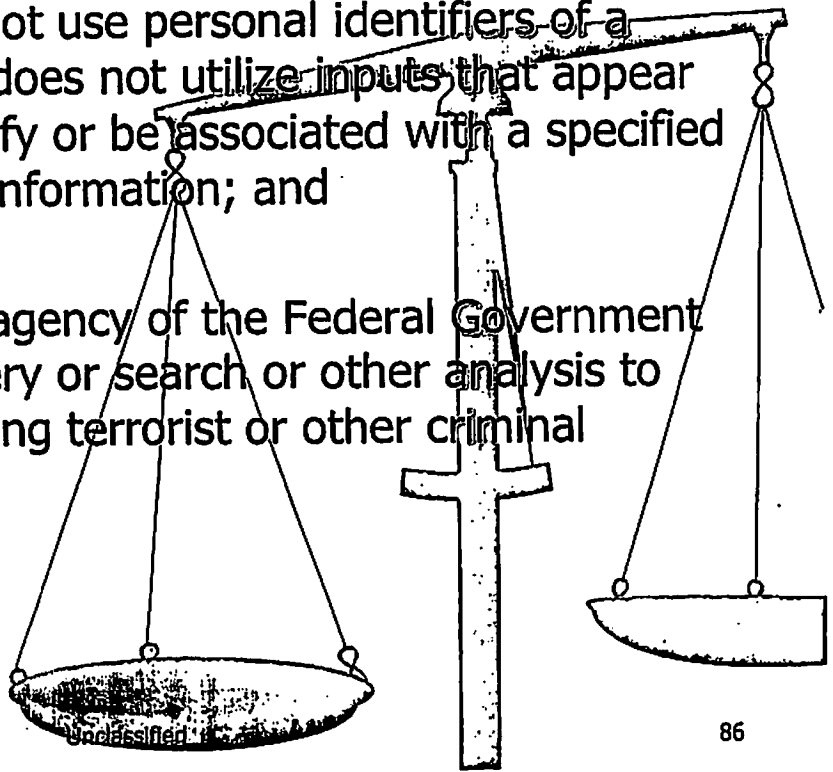 ot use personal identifiers of a
does not utilize inputs that appear
fy or be associated with a specified
nformation; and
agency of the Federal Government
ery or search or other analysis to
ng terrorist or other criminal
Unclassified
86